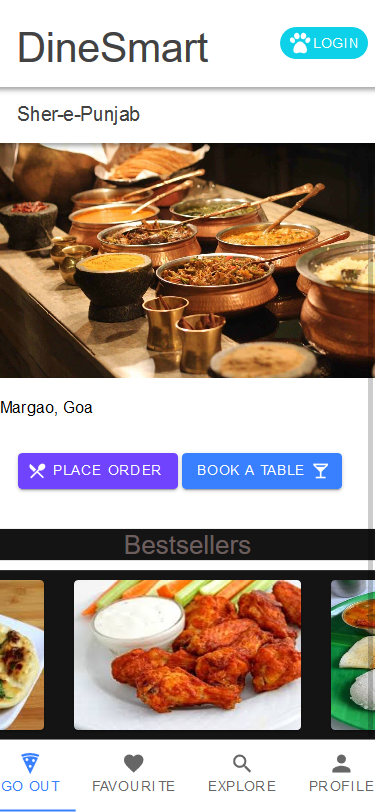 DineSmart
LOGIN
Sher-e-Punjab
Margao, Goa
PLACE ORDER
BOOK A TABLE
Bestsellers
GO OUT
FAVOURITE
EXPLORE
PROFILE